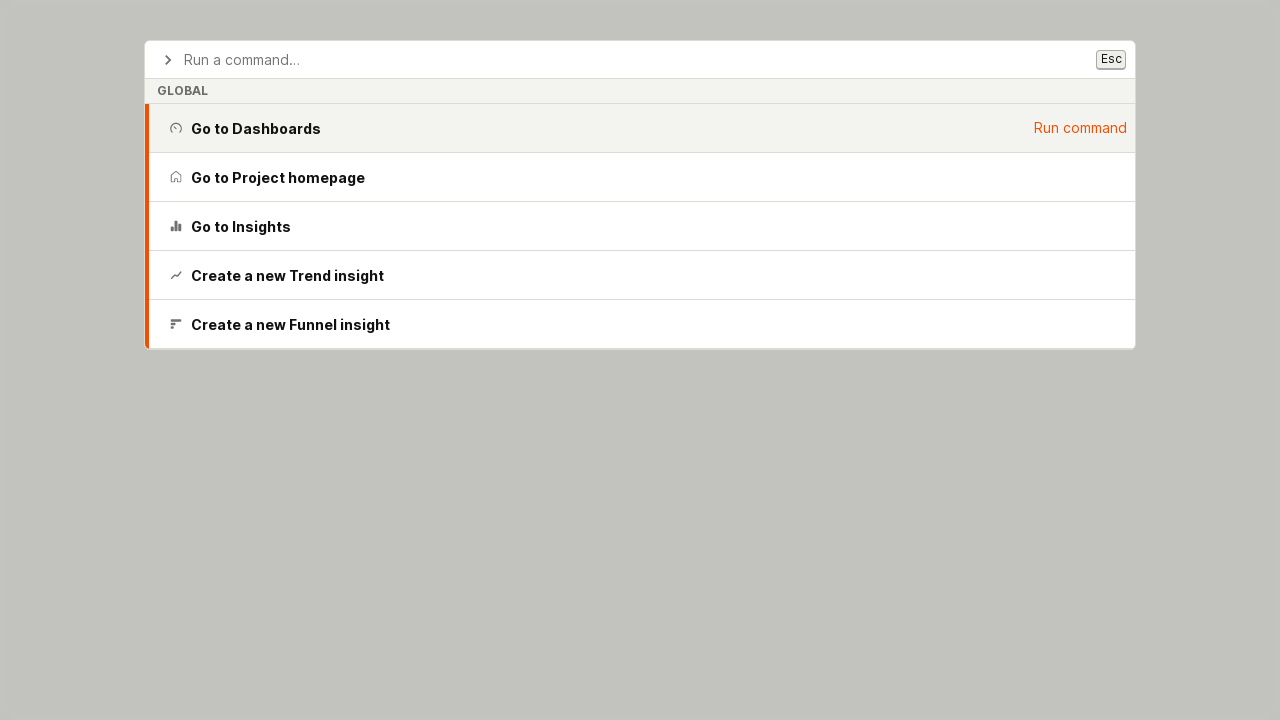 Run a command…
Esc
GLOBAL
Go to Dashboards
Run command
Go to Project homepage
Go to Insights
Create a new Trend insight
Create a new Funnel insight